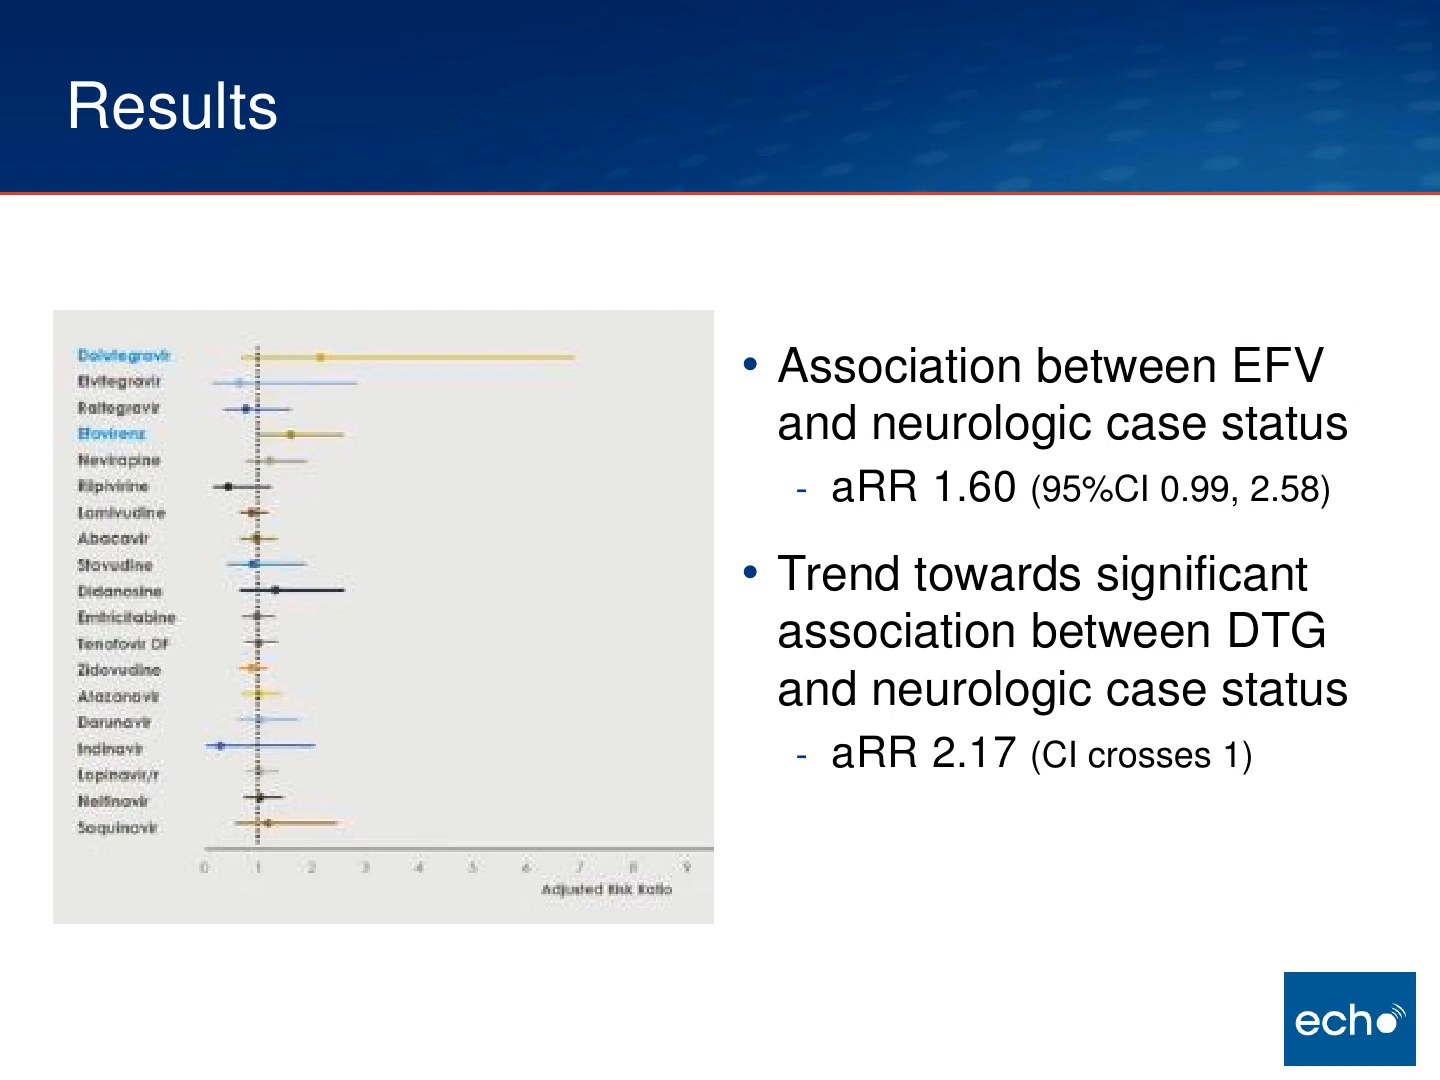 Results
Dolutegravir
Elvitegravir
Raltegravir
Efavirenz
Nevirapine
Rilpivirine
Lamivudine
Abacavir
Stavudine
Didanosine
Emtricitabine
Tenofovir DF
Zidovudine
Atazanavir
Darunavir
Indinavir
Lopinavir/r
Nelfinavir
Saquinavir
0 1 2 3 4 5 6 7 8 9
Adjusted Risk Ratio
• Association between EFV
and neurologic case status
- aRR 1.60 (95%CI 0.99, 2.58)
• Trend towards significant
association between DTG
and neurologic case status
- aRR 2.17 (CI crosses 1)
echo